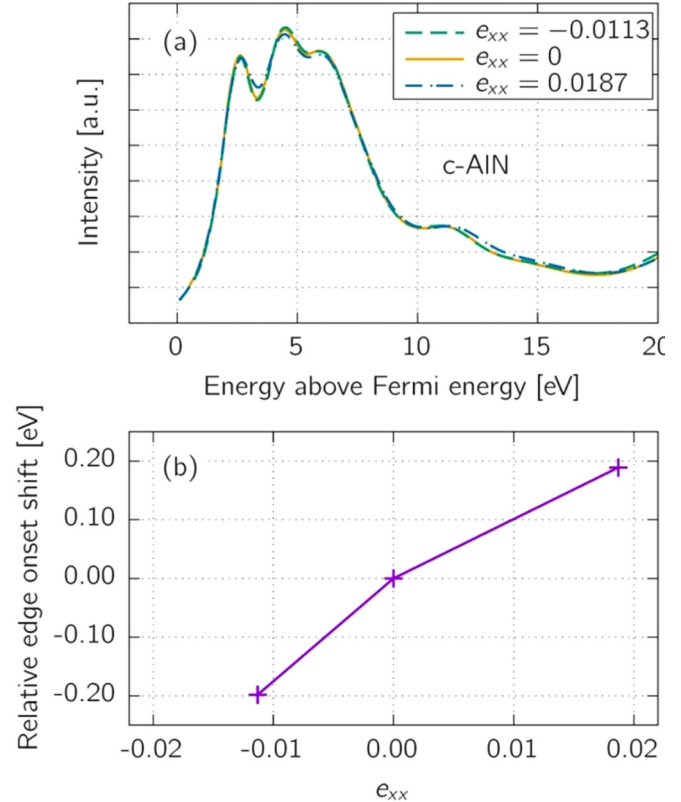 (a)
e_xx = −0.0113
e_xx = 0
e_xx = 0.0187
c-AlN
Intensity [a.u.]
0 5 10 15 20
Energy above Fermi energy [eV]
(b)
Relative edge onset shift [eV]
0.20
0.10
0.00
-0.10
-0.20
-0.02 -0.01 0.00 0.01 0.02
e_xx